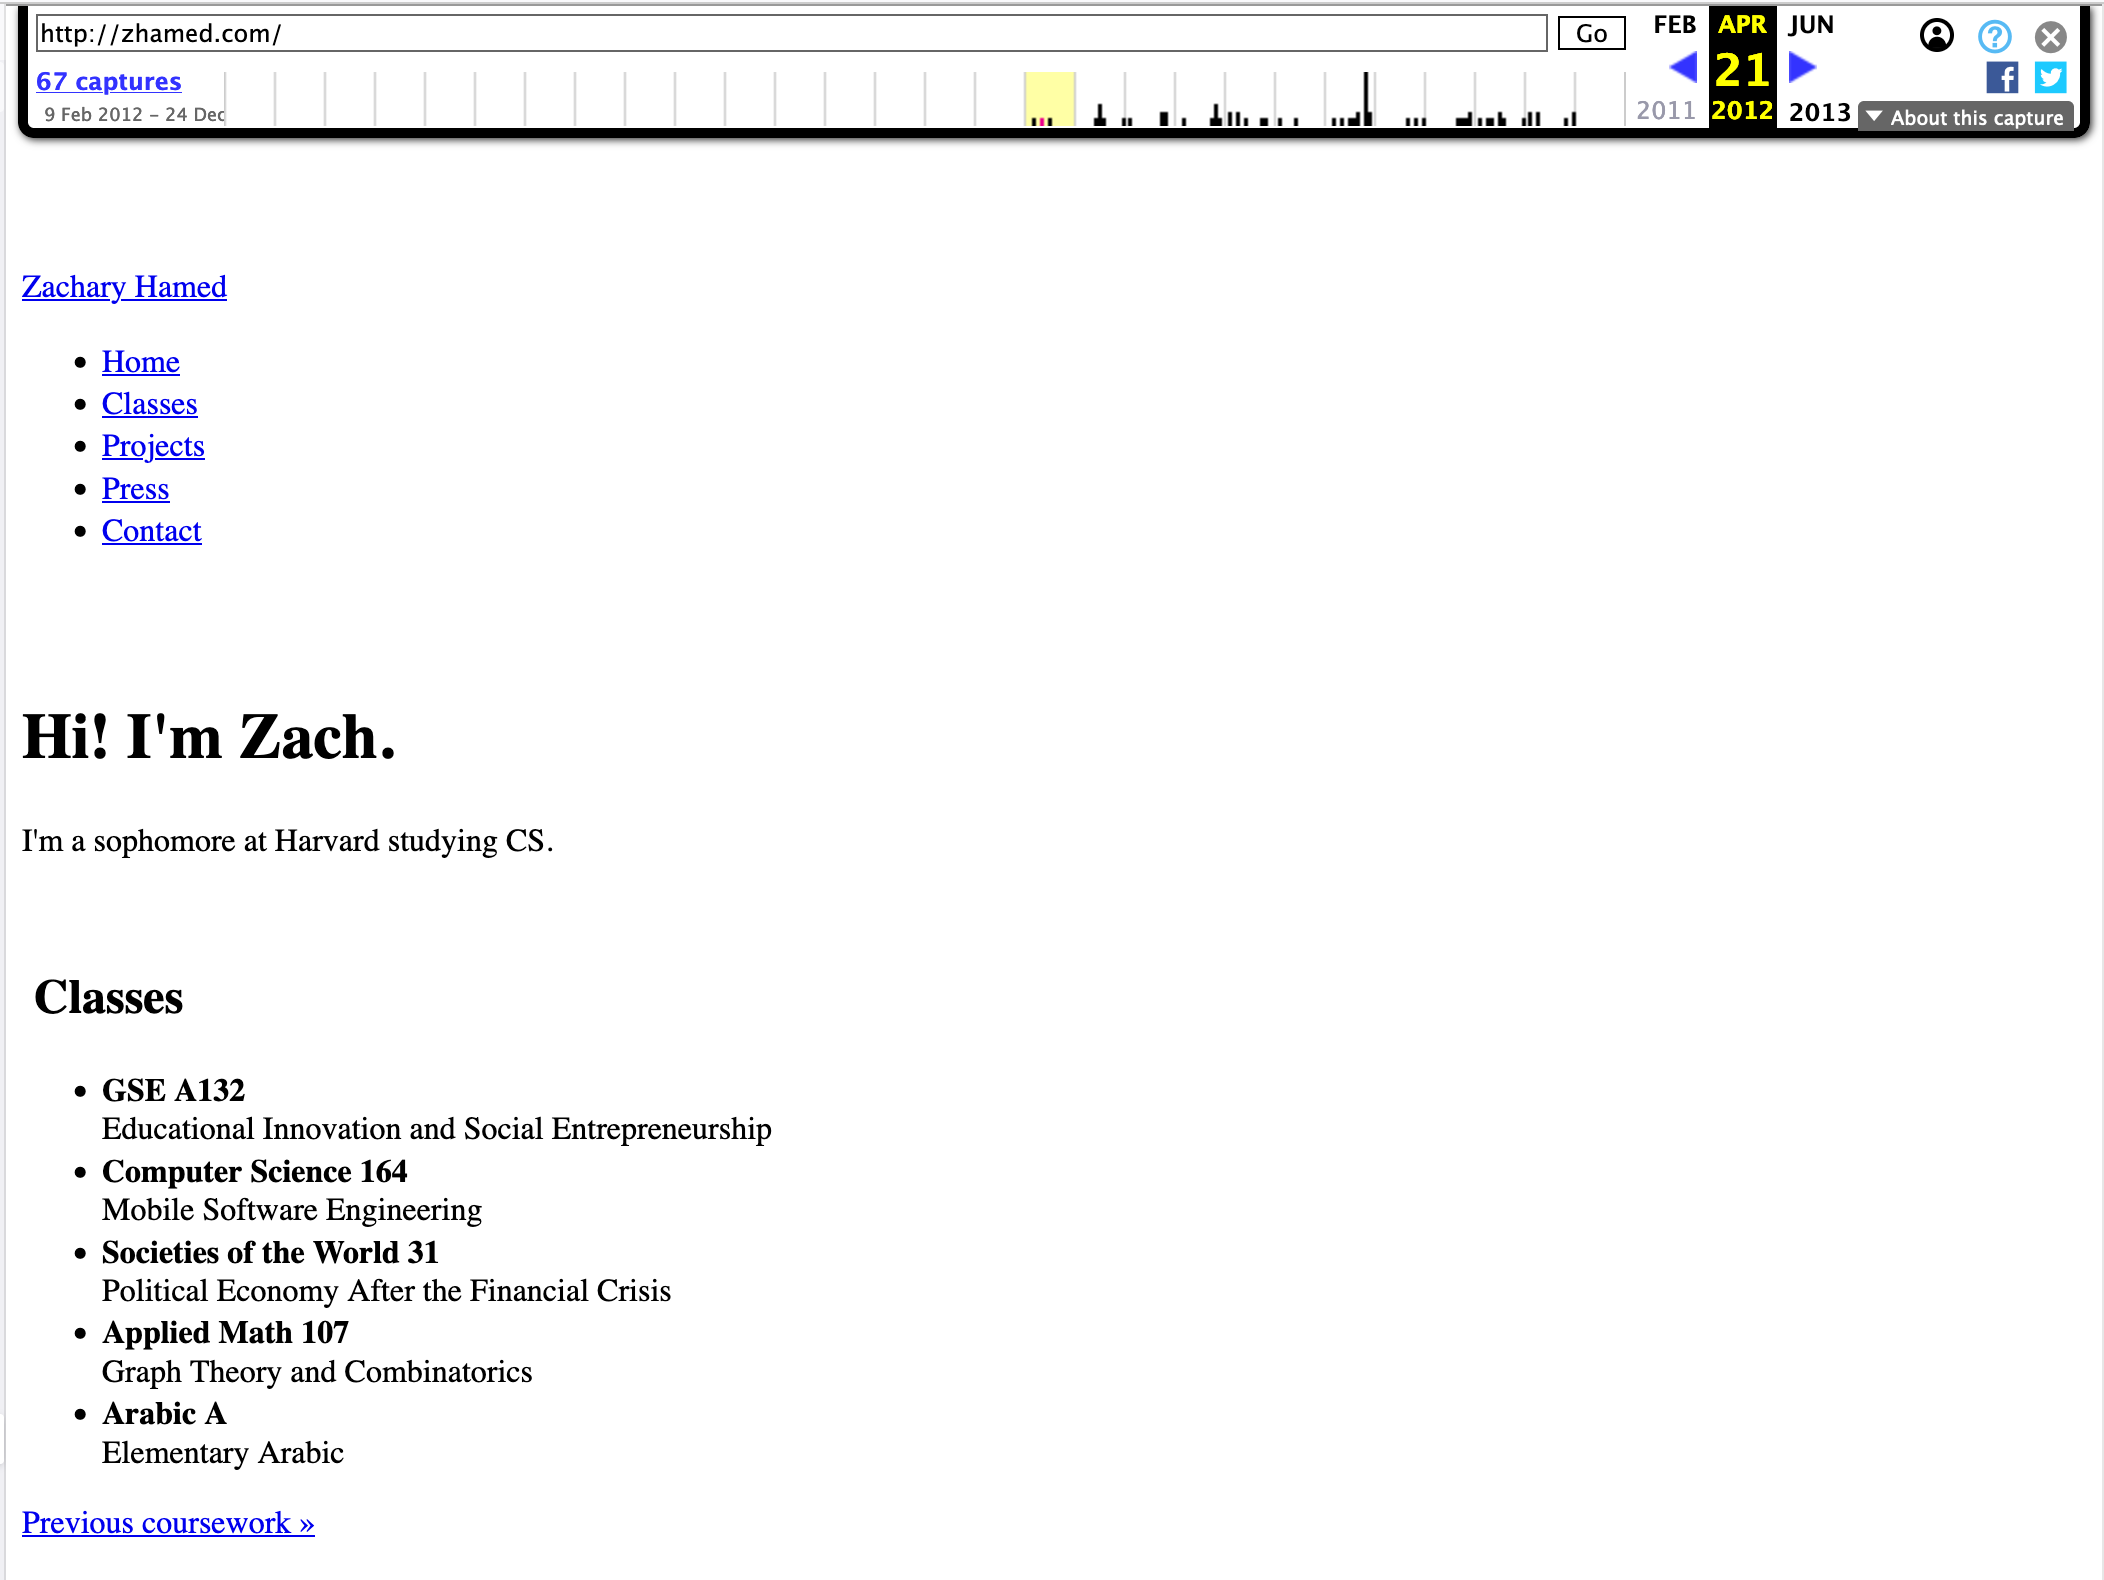 http://zhamed.com/ Go FEB APR JUN
67 captures 21
9 Feb 2012 – 24 Dec 2011 2012 2013 About this capture
Zachary Hamed
Home
Classes
Projects
Press
Contact
Hi! I'm Zach.
I'm a sophomore at Harvard studying CS.
Classes
GSE A132
Educational Innovation and Social Entrepreneurship
Computer Science 164
Mobile Software Engineering
Societies of the World 31
Political Economy After the Financial Crisis
Applied Math 107
Graph Theory and Combinatorics
Arabic A
Elementary Arabic
Previous coursework »